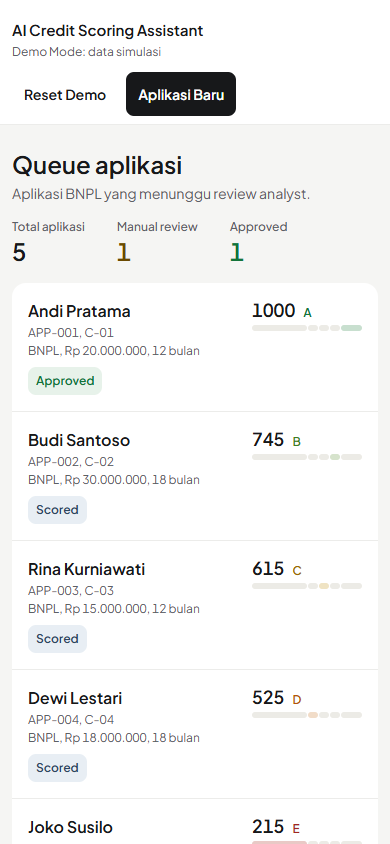 AI Credit Scoring Assistant
Demo Mode: data simulasi
Reset Demo
Aplikasi Baru
Queue aplikasi
Aplikasi BNPL yang menunggu review analyst.
Total aplikasi
5
Manual review
1
Approved
1
Andi Pratama
APP-001, C-01
BNPL, Rp 20.000.000, 12 bulan
Approved
1000 A
Budi Santoso
APP-002, C-02
BNPL, Rp 30.000.000, 18 bulan
Scored
745 B
Rina Kurniawati
APP-003, C-03
BNPL, Rp 15.000.000, 12 bulan
Scored
615 C
Dewi Lestari
APP-004, C-04
BNPL, Rp 18.000.000, 18 bulan
Scored
525 D
Joko Susilo
215 E